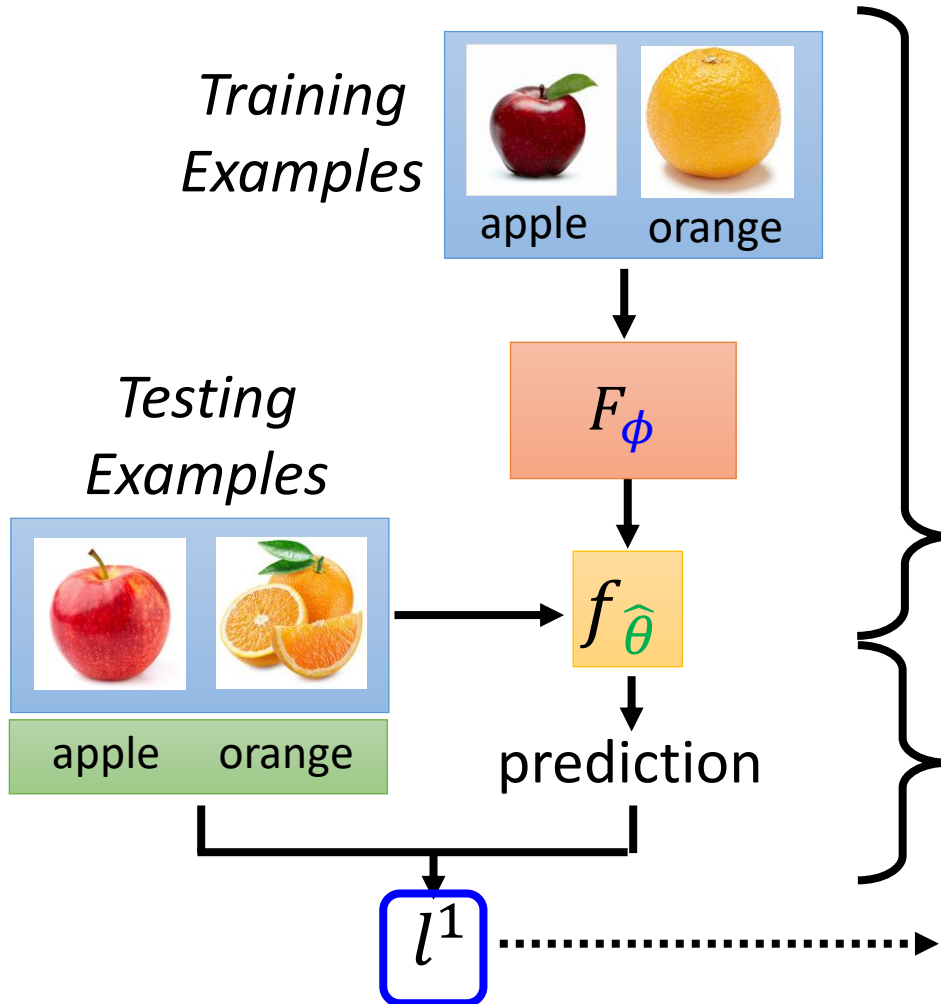 Training
Examples
apple orange
F_ϕ
Testing
Examples
f_θ̂
apple orange
prediction
l¹